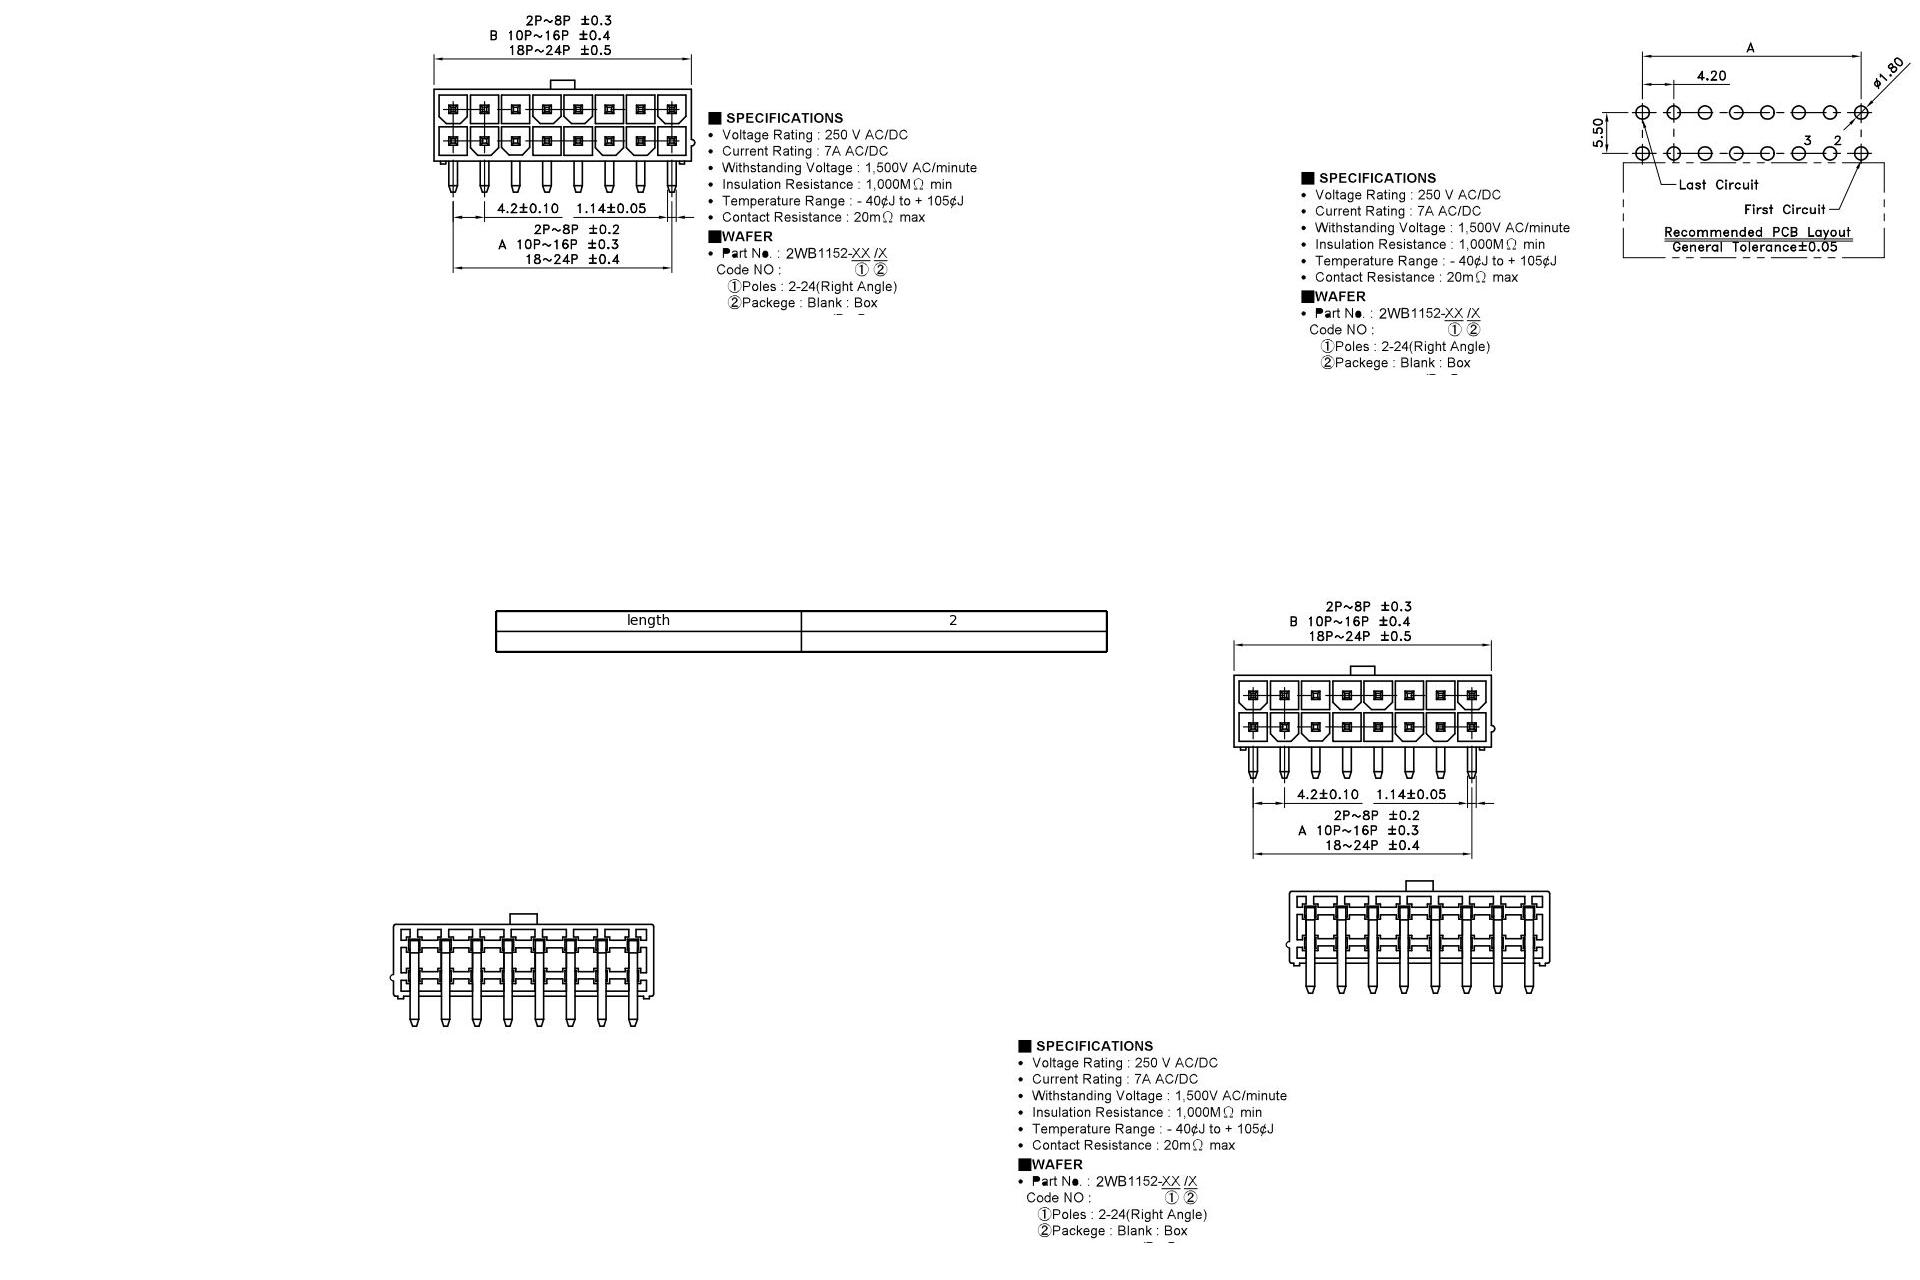 2P~8P ±0.3
B 10P~16P ±0.4
18P~24P ±0.5
4.2±0.10 1.14±0.05
2P~8P ±0.2
A 10P~16P ±0.3
18~24P ±0.4
■ SPECIFICATIONS
• Voltage Rating : 250 V AC/DC
• Current Rating : 7A AC/DC
• Withstanding Voltage : 1,500V AC/minute
• Insulation Resistance : 1,000MΩ min
• Temperature Range : - 40¢J to + 105¢J
• Contact Resistance : 20mΩ max
■WAFER
• Part No. : 2WB1152-XX /X
Code NO : ① ②
①Poles : 2-24(Right Angle)
②Packege : Blank : Box
A
4.20
ø1.80
5.50
3 2
Last Circuit
First Circuit
Recommended PCB Layout
General Tolerance±0.05
■ SPECIFICATIONS
• Voltage Rating : 250 V AC/DC
• Current Rating : 7A AC/DC
• Withstanding Voltage : 1,500V AC/minute
• Insulation Resistance : 1,000MΩ min
• Temperature Range : - 40¢J to + 105¢J
• Contact Resistance : 20mΩ max
■WAFER
• Part No. : 2WB1152-XX /X
Code NO : ① ②
①Poles : 2-24(Right Angle)
②Packege : Blank : Box
length 2
2P~8P ±0.3
B 10P~16P ±0.4
18P~24P ±0.5
4.2±0.10 1.14±0.05
2P~8P ±0.2
A 10P~16P ±0.3
18~24P ±0.4
■ SPECIFICATIONS
• Voltage Rating : 250 V AC/DC
• Current Rating : 7A AC/DC
• Withstanding Voltage : 1,500V AC/minute
• Insulation Resistance : 1,000MΩ min
• Temperature Range : - 40¢J to + 105¢J
• Contact Resistance : 20mΩ max
■WAFER
• Part No. : 2WB1152-XX /X
Code NO : ① ②
①Poles : 2-24(Right Angle)
②Packege : Blank : Box